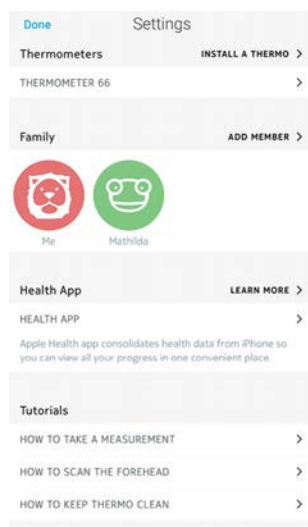 Done Settings
Thermometers INSTALL A THERMO >
THERMOMETER 66 >
Family ADD MEMBER >
Me Mathilda
Health App LEARN MORE >
HEALTH APP >
Apple Health app consolidates health data from iPhone so
you can view all your progress in one convenient place.
Tutorials
HOW TO TAKE A MEASUREMENT >
HOW TO SCAN THE FOREHEAD >
HOW TO KEEP THERMO CLEAN >